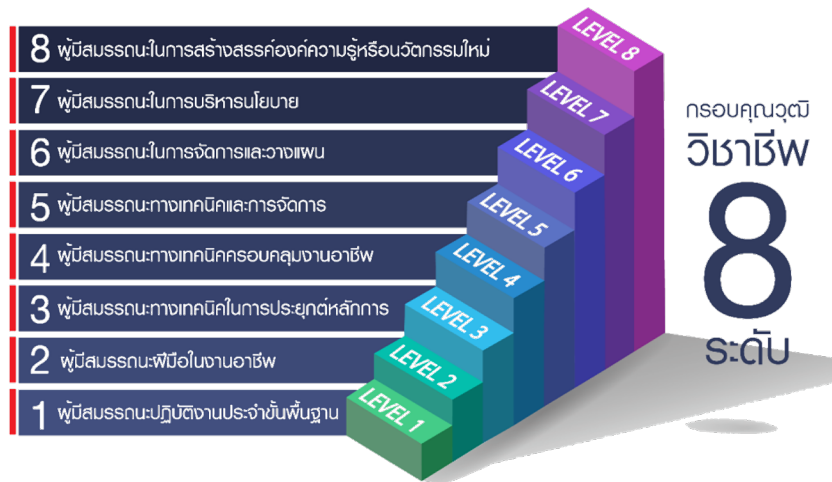 8 ผู้มีสมรรถนะในการสร้างสรรค์องค์ความรู้หรือนวัตกรรมใหม่
7 ผู้มีสมรรถนะในการบริหารนโยบาย
6 ผู้มีสมรรถนะในการจัดการและวางแผน
5 ผู้มีสมรรถนะทางเทคนิคและการจัดการ
4 ผู้มีสมรรถนะทางเทคนิคครอบคลุมงานอาชีพ
3 ผู้มีสมรรถนะทางเทคนิคในการประยุกต์หลักการ
2 ผู้มีสมรรถนะฝีมือในงานอาชีพ
1 ผู้มีสมรรถนะปฏิบัติงานประจำขั้นพื้นฐาน
LEVEL 8
LEVEL 7
LEVEL 6
LEVEL 5
LEVEL 4
LEVEL 3
LEVEL 2
LEVEL 1
กรอบคุณวุฒิ
วิชาชีพ
8
ระดับ